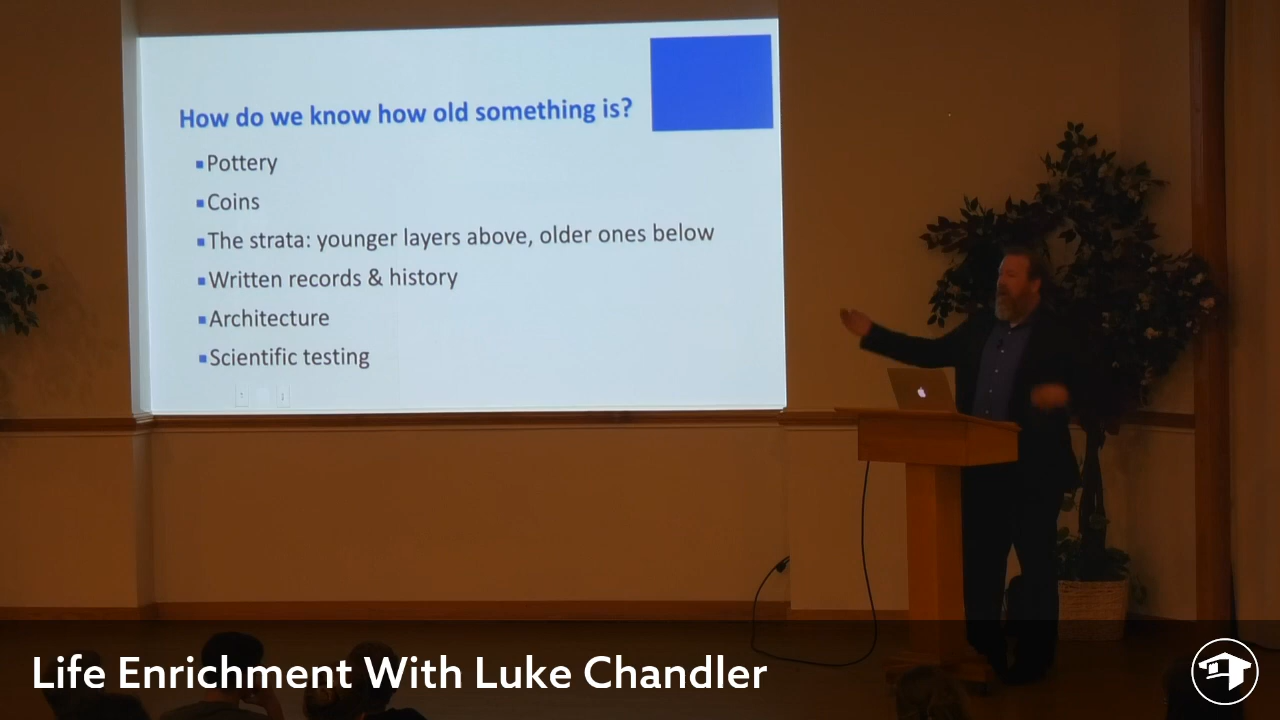 How do we know how old something is?
Pottery
Coins
The strata: younger layers above, older ones below
Written records & history
Architecture
Scientific testing
Life Enrichment With Luke Chandler